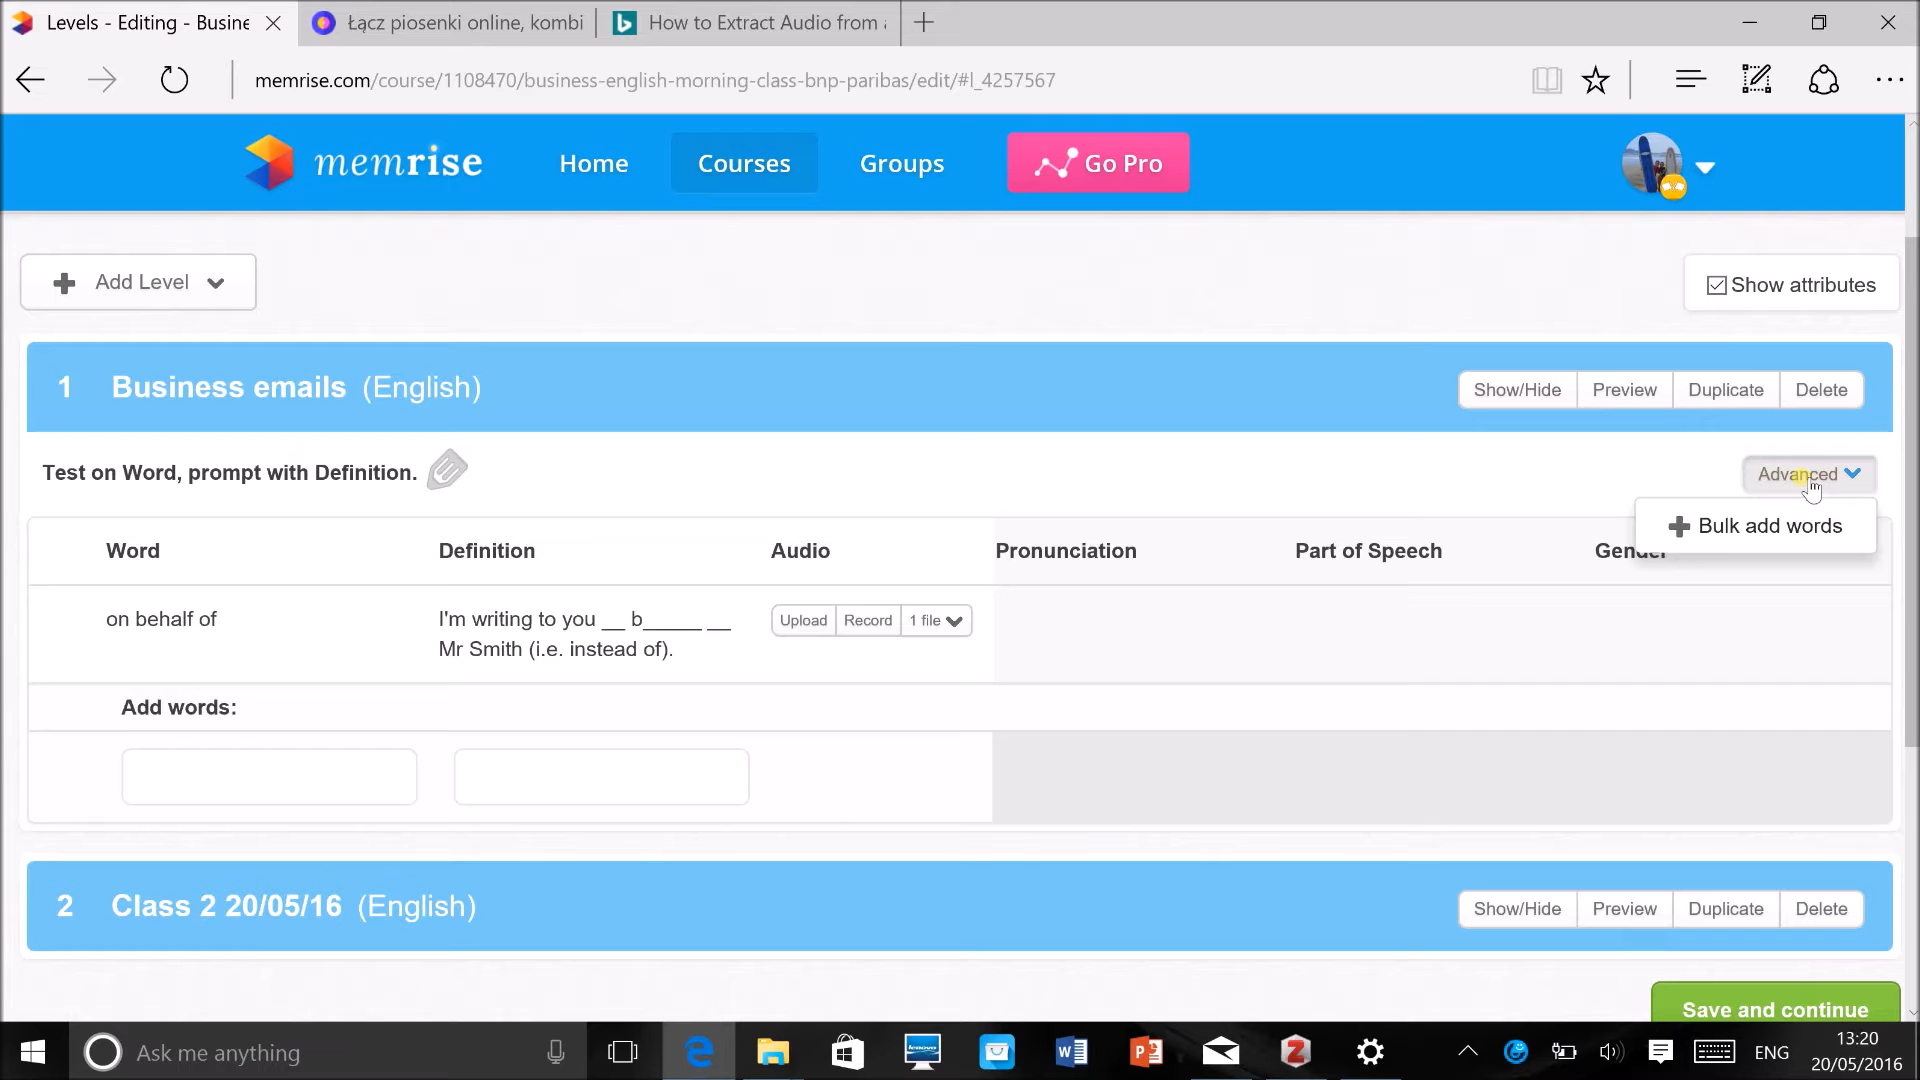 Levels - Editing - Busine
Łącz piosenki online, kombi
How to Extract Audio from a
memrise.com/course/1108470/business-english-morning-class-bnp-paribas/edit/#l_4257567
memrise
Home
Courses
Groups
Go Pro
Add Level
Show attributes
1 Business emails (English)
Show/Hide Preview Duplicate Delete
Test on Word, prompt with Definition.
Advanced
Bulk add words
Word Definition Audio Pronunciation Part of Speech Gender
on behalf of
I'm writing to you __ b_____ __
Mr Smith (i.e. instead of).
Upload Record 1 file
Add words:
2 Class 2 20/05/16 (English)
Show/Hide Preview Duplicate Delete
Save and continue
Ask me anything
ENG
13:20
20/05/2016